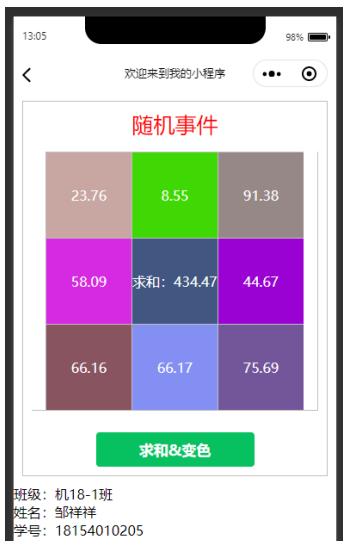 13:05 98%
欢迎来到我的小程序
随机事件
23.76 8.55 91.38
58.09 求和：434.47 44.67
66.16 66.17 75.69
求和&变色
班级：机18-1班
姓名：邹祥祥
学号：18154010205